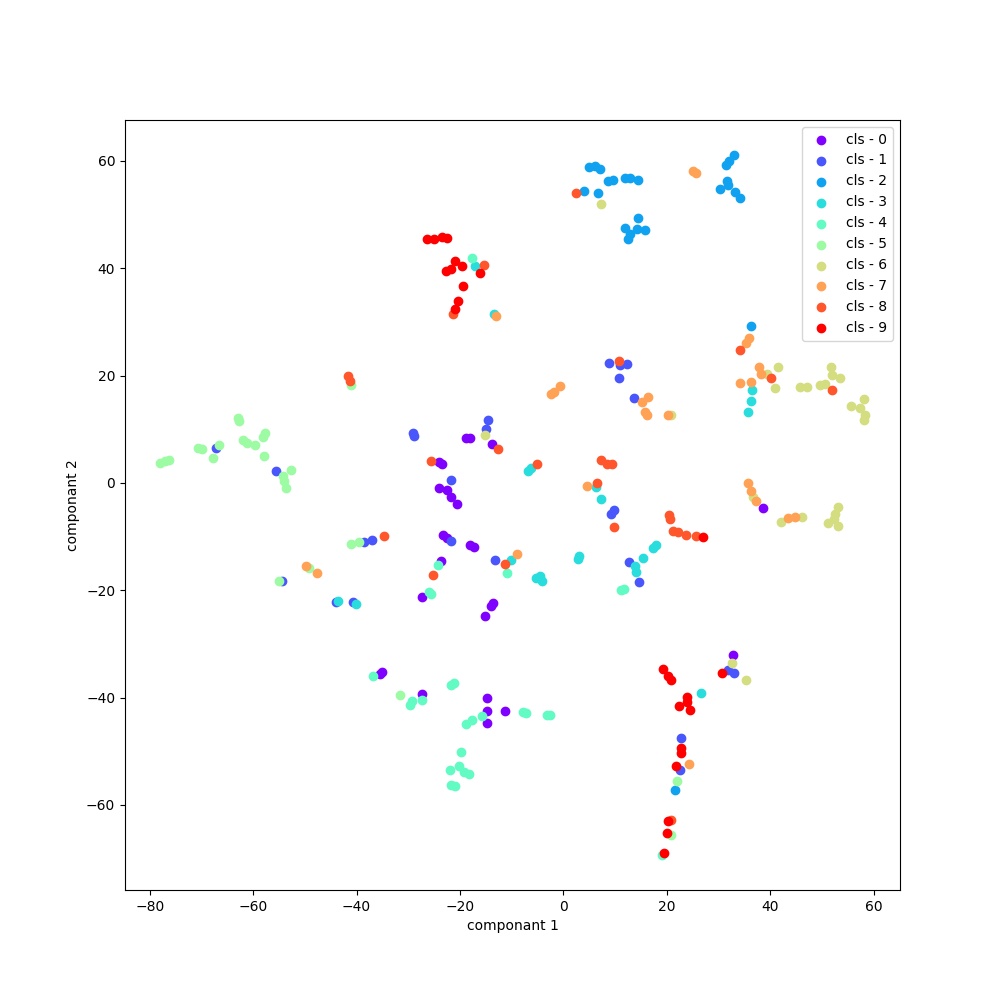 cls - 0
cls - 1
cls - 2
cls - 3
cls - 4
cls - 5
cls - 6
cls - 7
cls - 8
cls - 9
60
40
20
0
−20
−40
−60
componant 2
−80 −60 −40 −20 0 20 40 60
componant 1